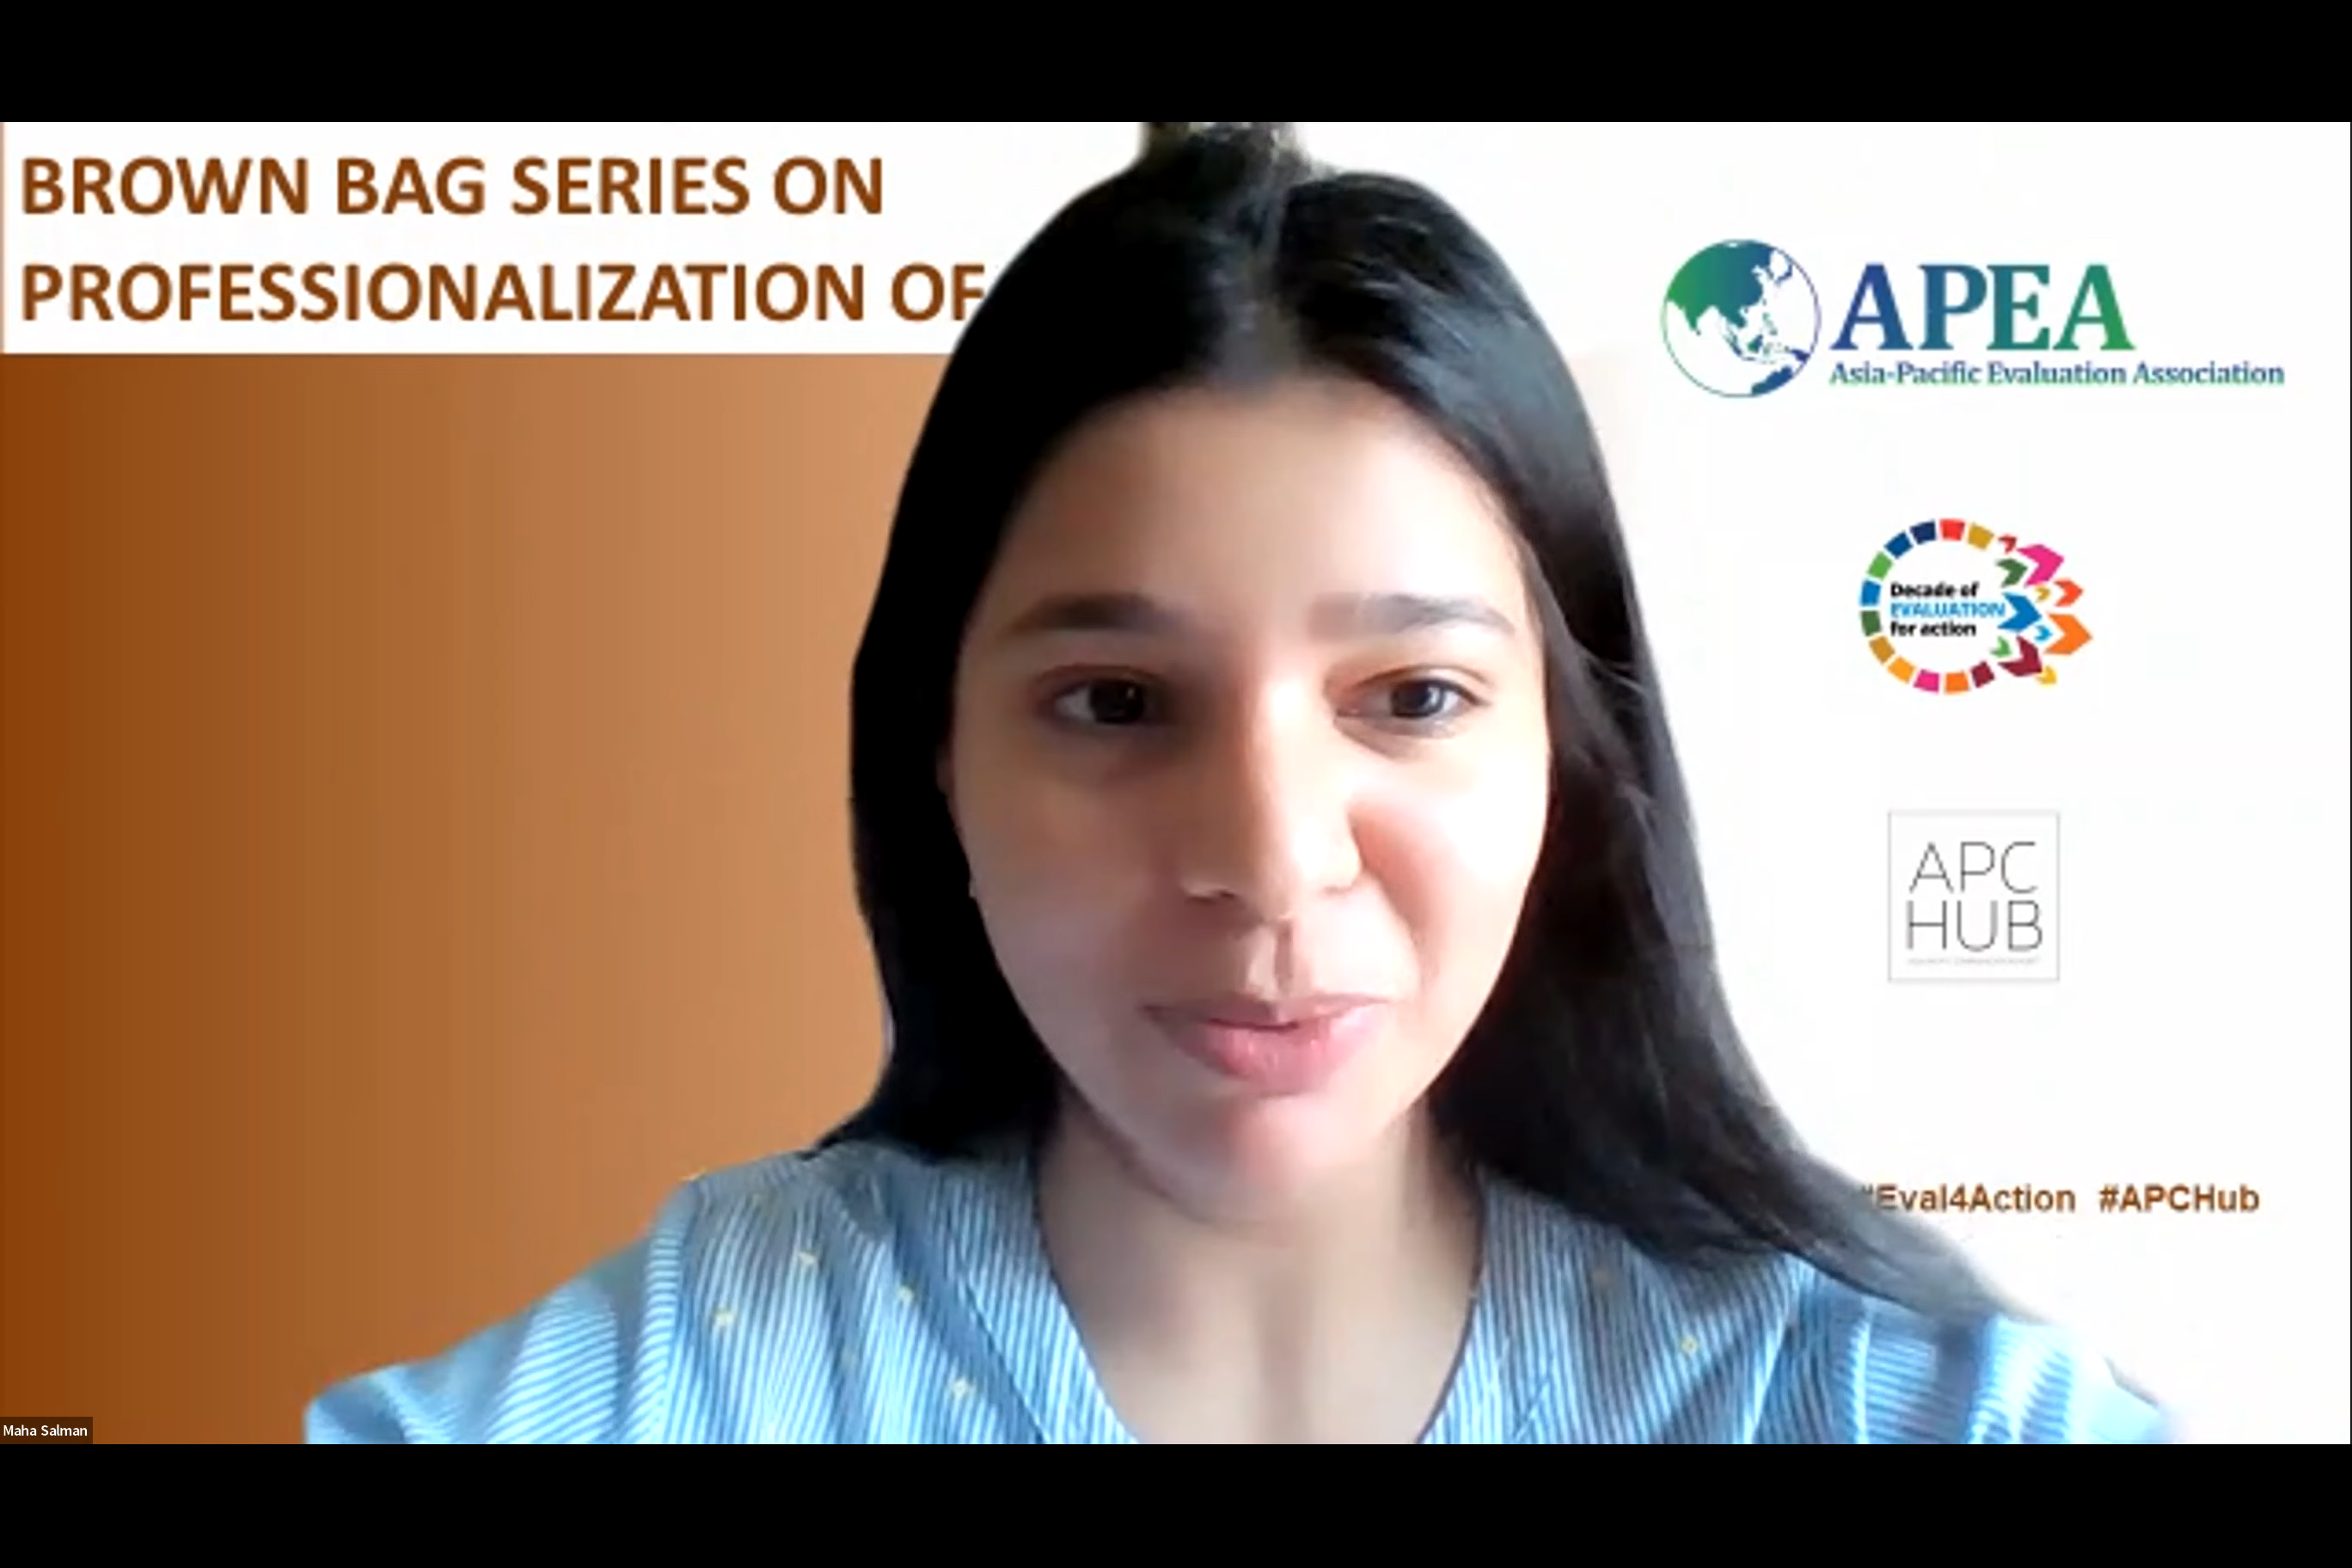 BROWN BAG SERIES ON
PROFESSIONALIZATION OF
APEA
Asia-Pacific Evaluation Association
Decade of
EVALUATION
for action
APC
HUB
#Eval4Action #APCHub
Maha Salman